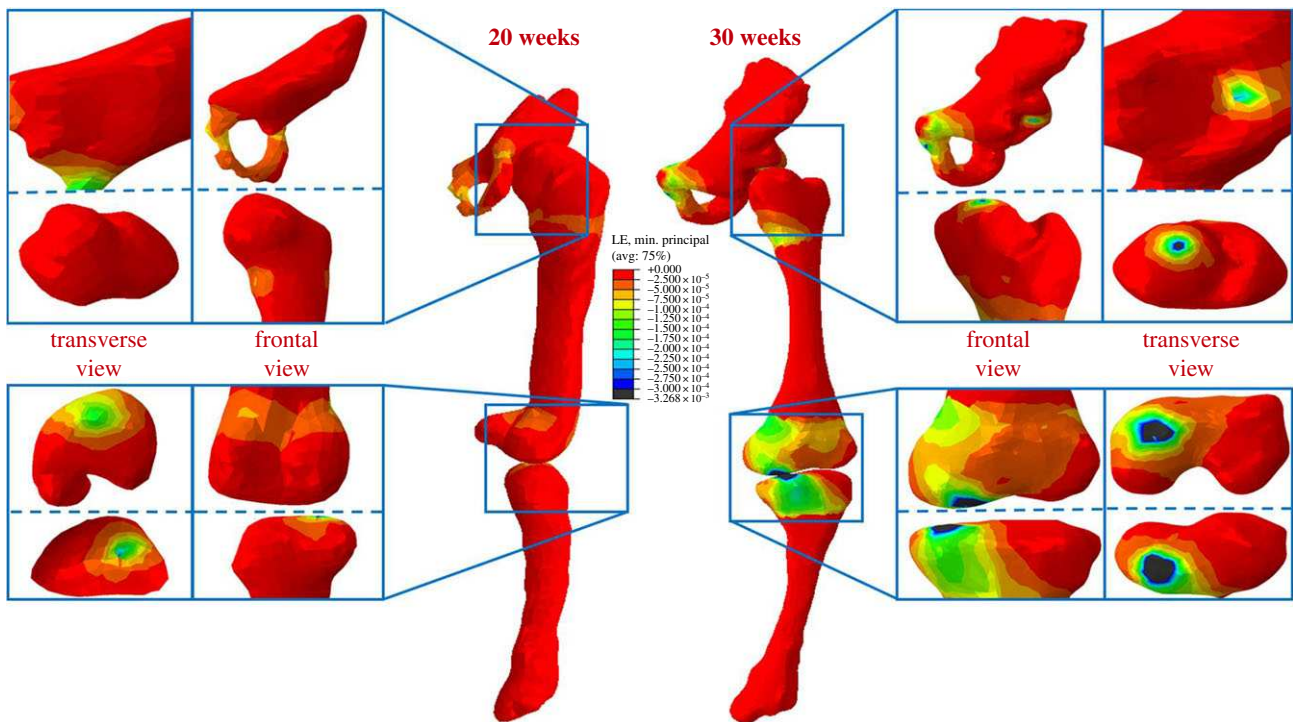 20 weeks
30 weeks
LE, min. principal
(avg: 75%)
+0.000
−2.500 × 10⁻⁵
−5.000 × 10⁻⁵
−7.500 × 10⁻⁵
−1.000 × 10⁻⁴
−1.250 × 10⁻⁴
−1.500 × 10⁻⁴
−1.750 × 10⁻⁴
−2.000 × 10⁻⁴
−2.250 × 10⁻⁴
−2.500 × 10⁻⁴
−2.750 × 10⁻⁴
−3.000 × 10⁻⁴
−3.268 × 10⁻³
transverse
view
frontal
view
frontal
view
transverse
view